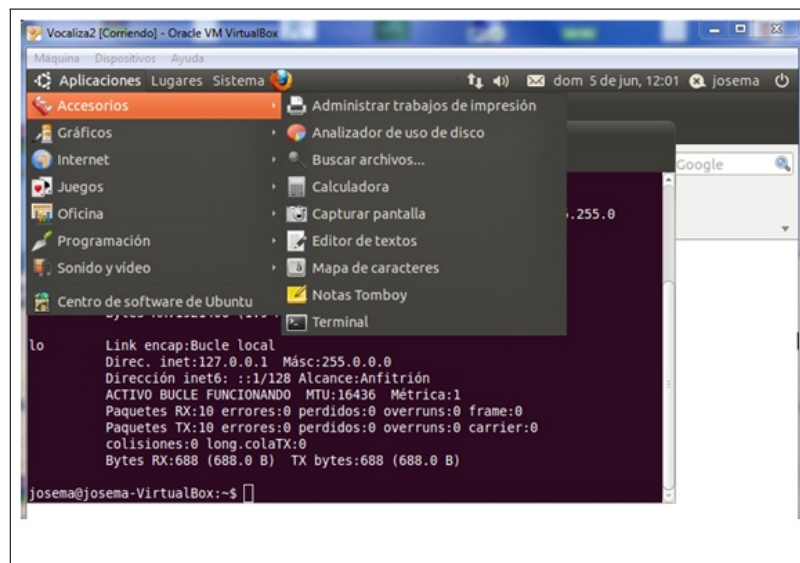 Vocaliza2 [Corriendo] - Oracle VM VirtualBox
Máquina Dispositivos Ayuda
Aplicaciones Lugares Sistema dom 5 de jun, 12:01 josema
Accesorios
Gráficos
Internet
Juegos
Oficina
Programación
Sonido y vídeo
Centro de software de Ubuntu
Administrar trabajos de impresión
Analizador de uso de disco
Buscar archivos...
Calculadora
Capturar pantalla
Editor de textos
Mapa de caracteres
Notas Tomboy
Terminal
Google
.255.0
lo Link encap:Bucle local
Direc. inet:127.0.0.1 Másc:255.0.0.0
Dirección inet6: ::1/128 Alcance:Anfitrión
ACTIVO BUCLE FUNCIONANDO MTU:16436 Métrica:1
Paquetes RX:10 errores:0 perdidos:0 overruns:0 frame:0
Paquetes TX:10 errores:0 perdidos:0 overruns:0 carrier:0
colisiones:0 long.colaTX:0
Bytes RX:688 (688.0 B) TX bytes:688 (688.0 B)
josema@josema-VirtualBox:~$